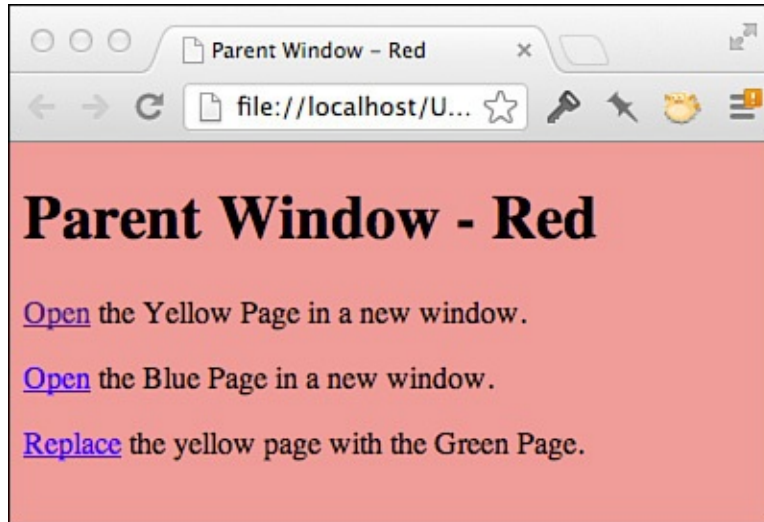 Parent Window – Red
file://localhost/U...
Parent Window - Red
Open the Yellow Page in a new window.
Open the Blue Page in a new window.
Replace the yellow page with the Green Page.